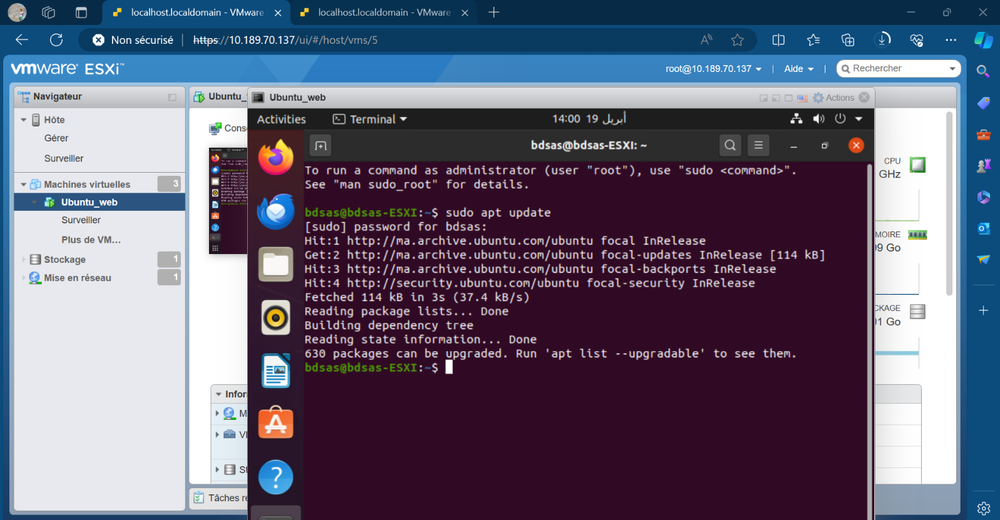 localhost.localdomain - VMware
localhost.localdomain - VMware
Non sécurisé
https://10.189.70.137/ui/#/host/vms/5
vmware ESXi™
root@10.189.70.137
Aide
Rechercher
Navigateur
Hôte
Gérer
Surveiller
Machines virtuelles 3
Ubuntu_web
Surveiller
Plus de VM...
Stockage 1
Mise en réseau 1
Ubuntu_
Ubuntu_web
Actions
Activities
Terminal
14:00 19 أبريل
bdsas@bdsas-ESXI: ~
To run a command as administrator (user "root"), use "sudo <command>".
See "man sudo_root" for details.
bdsas@bdsas-ESXI:~$ sudo apt update
[sudo] password for bdsas:
Hit:1 http://ma.archive.ubuntu.com/ubuntu focal InRelease
Get:2 http://ma.archive.ubuntu.com/ubuntu focal-updates InRelease [114 kB]
Hit:3 http://ma.archive.ubuntu.com/ubuntu focal-backports InRelease
Hit:4 http://security.ubuntu.com/ubuntu focal-security InRelease
Fetched 114 kB in 3s (37.4 kB/s)
Reading package lists... Done
Building dependency tree
Reading state information... Done
630 packages can be upgraded. Run 'apt list --upgradable' to see them.
bdsas@bdsas-ESXI:~$
CPU
GHz
MOIRE
99 Go
CKAGE
01 Go
Cons
Infor
M
VM
St
Tâches re